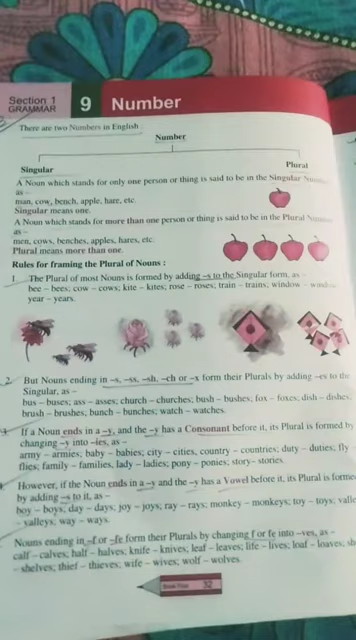 Section 1
GRAMMAR
9 Number
There are two Numbers in English
Number
Singular
Plural
A Noun which stands for only one person or thing is said to be in the Singular
as –
man, cow, bench, apple, hare, etc.
Singular means one.
A Noun which stands for more than one person or thing is said to be in the Plural
as –
men, cows, benches, apples, hares, etc.
Plural means more than one.
Rules for framing the Plural of Nouns :
1. The Plural of most Nouns is formed by adding –s to the Singular form, as –
bee – bees; cow – cows; kite – kites; rose – roses; train – trains; window –
year – years.
2. But Nouns ending in –s, –ss, –sh, –ch or –x form their Plurals by adding –es to the
Singular, as –
bus – buses; ass – asses; church – churches; bush – bushes; fox – foxes; dish – dishes;
brush – brushes; bunch – bunches; watch – watches.
If a Noun ends in a –y, and the –y has a Consonant before it, its Plural is formed by
changing –y into –ies, as –
army – armies; baby – babies; city – cities, country – countries; duty – duties; fly
flies; family – families, lady – ladies; pony – ponies; story – stories.
However, if the Noun ends in a –y and the –y has a Vowel before it, its Plural is
by adding –s to it, as –
boy – boys; day – days; joy – joys; ray – rays; monkey – monkeys; toy – toys;
– valleys; way – ways.
Nouns ending in –f or –fe form their Plurals by changing f or fe into –ves, as –
calf – calves; half – halves; knife – knives; leaf – leaves; life – lives; loaf – loaves;
– shelves; thief – thieves; wife – wives; wolf – wolves.
32